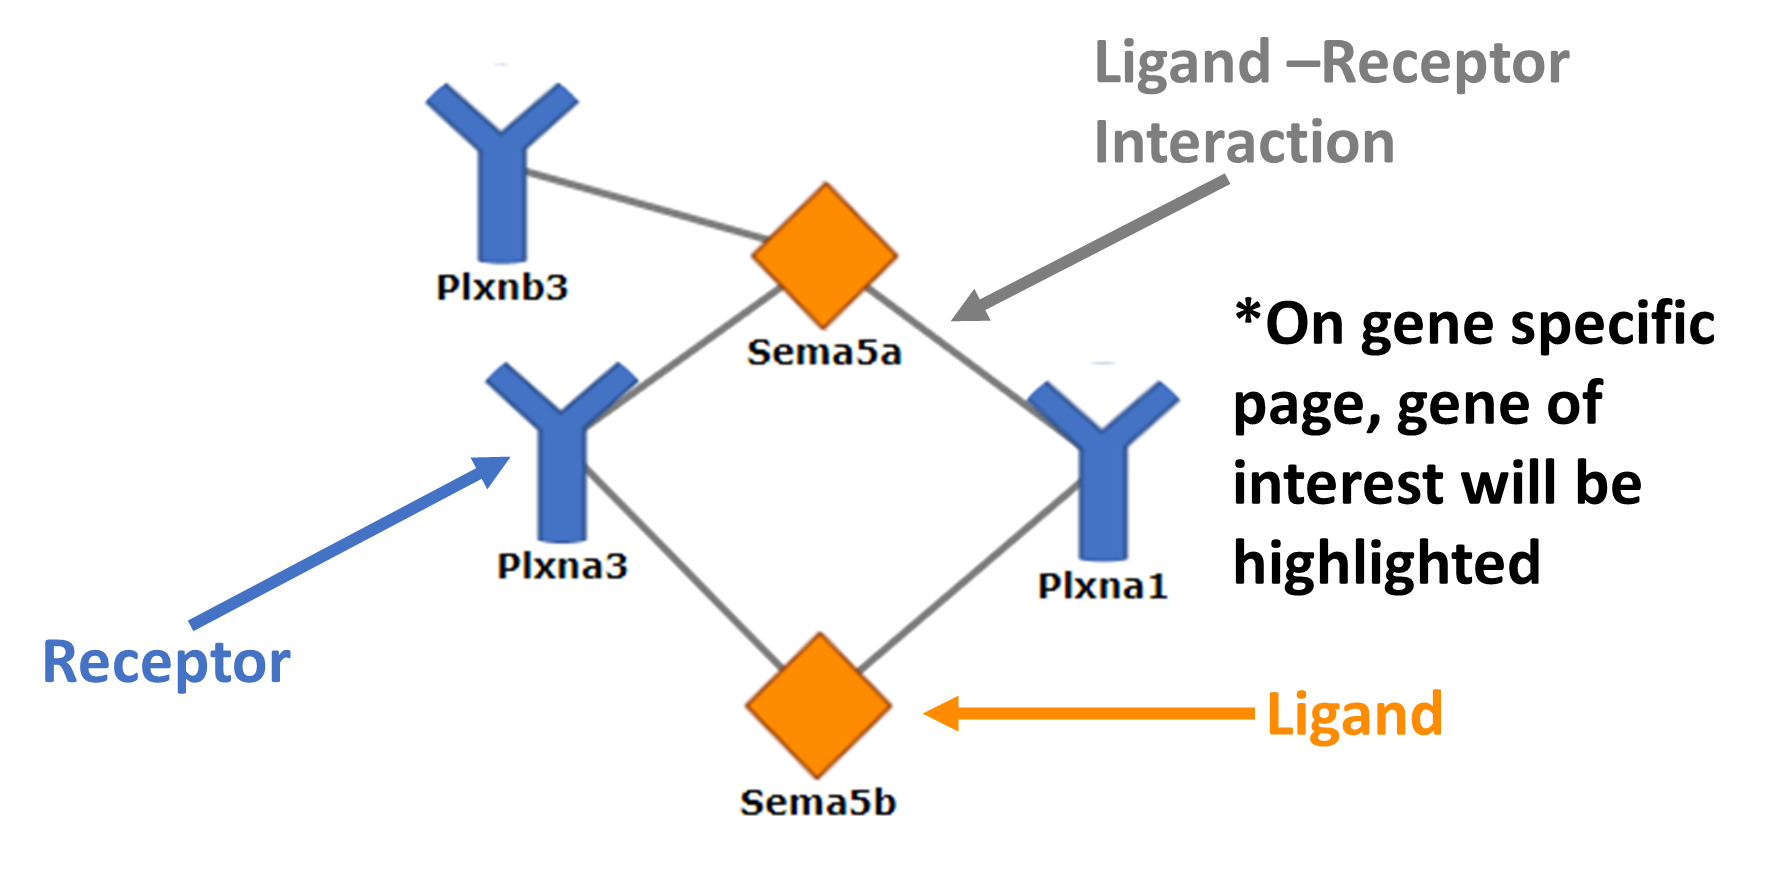 Ligand –Receptor
Interaction
Plxnb3
Sema5a
*On gene specific
page, gene of
interest will be
highlighted
Plxna3
Plxna1
Receptor
Ligand
Sema5b